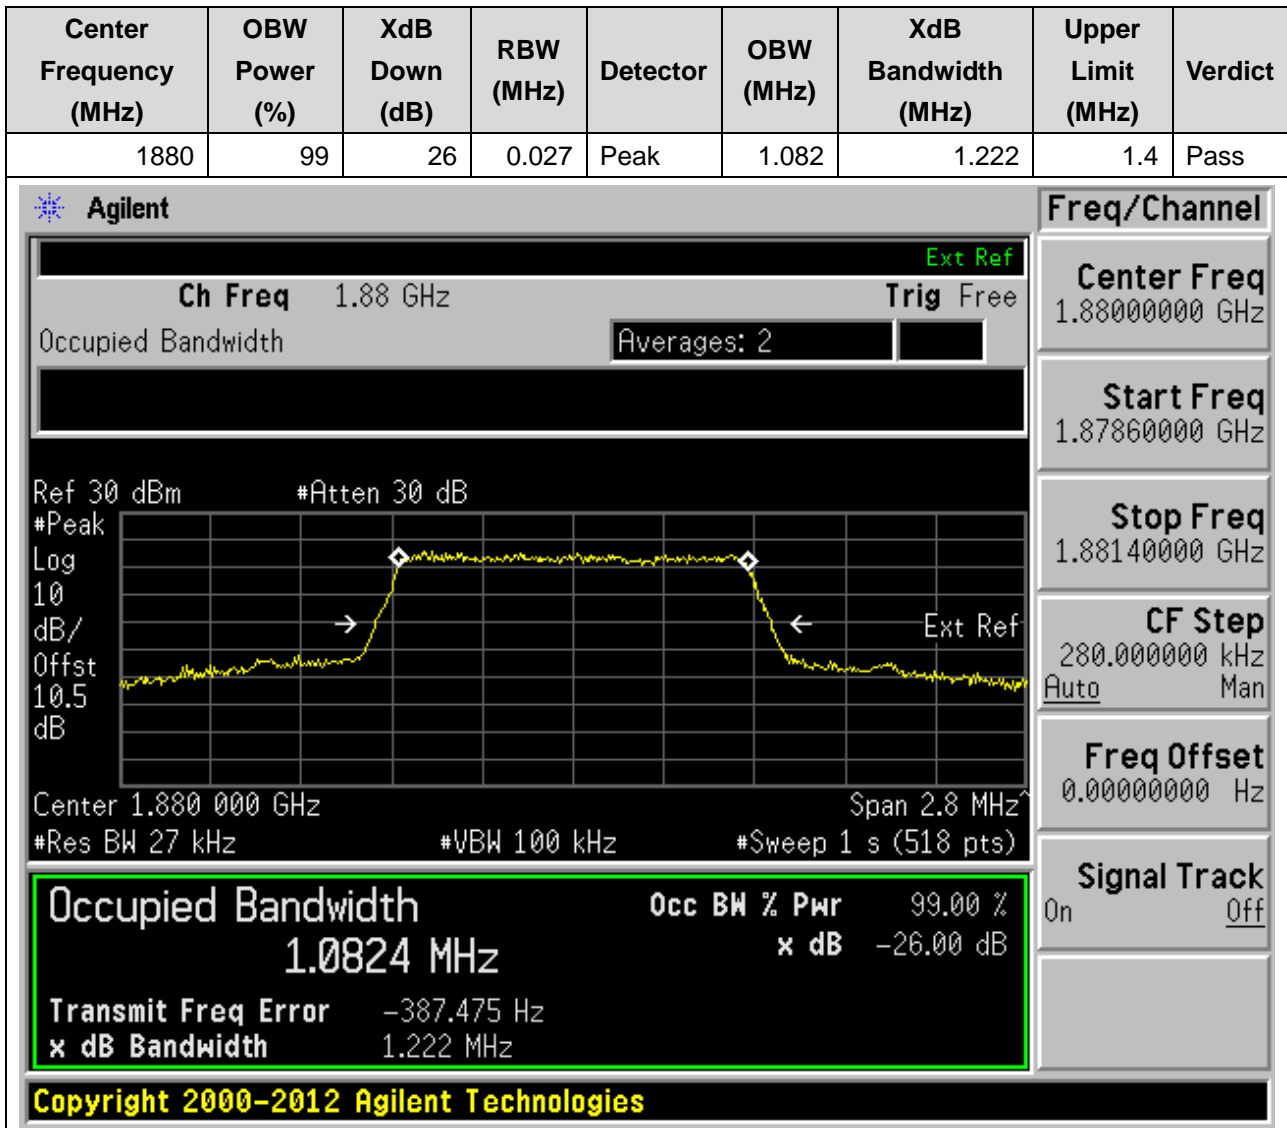 Center Frequency (MHz) OBW Power (%) XdB Down (dB) RBW (MHz) Detector OBW (MHz) XdB Bandwidth (MHz) Upper Limit (MHz) Verdict
1880 99 26 0.027 Peak 1.082 1.222 1.4 Pass
Agilent
Freq/Channel
Ext Ref
Ch Freq 1.88 GHz Trig Free
Occupied Bandwidth Averages: 2
Center Freq
1.88000000 GHz
Start Freq
1.87860000 GHz
Stop Freq
1.88140000 GHz
CF Step
280.000000 kHz
Auto Man
Freq Offset
0.00000000 Hz
Signal Track
On Off
Ref 30 dBm #Atten 30 dB
#Peak
Log
10
dB/
Offst
10.5
dB
Ext Ref
Center 1.880 000 GHz Span 2.8 MHz^
#Res BW 27 kHz #VBW 100 kHz #Sweep 1 s (518 pts)
Occupied Bandwidth
1.0824 MHz
Occ BW % Pwr 99.00 %
x dB -26.00 dB
Transmit Freq Error -387.475 Hz
x dB Bandwidth 1.222 MHz
Copyright 2000-2012 Agilent Technologies